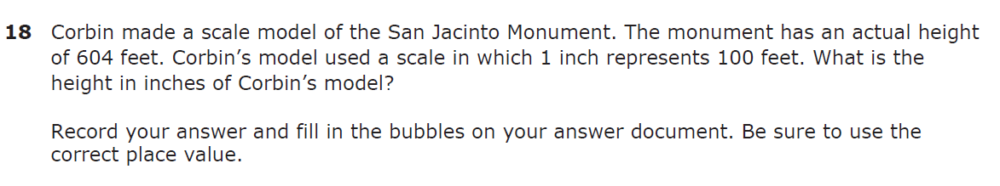 18 Corbin made a scale model of the San Jacinto Monument. The monument has an actual height
of 604 feet. Corbin’s model used a scale in which 1 inch represents 100 feet. What is the
height in inches of Corbin’s model?
Record your answer and fill in the bubbles on your answer document. Be sure to use the
correct place value.